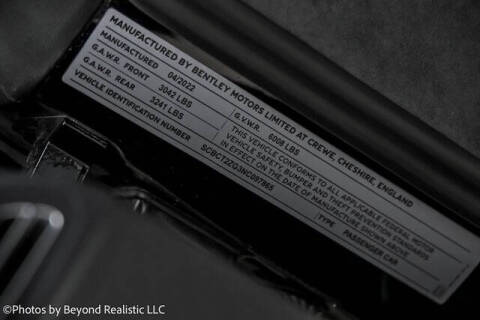 MANUFACTURED BY BENTLEY MOTORS LIMITED AT CREWE, CHESHIRE, ENGLAND
MANUFACTURED 04/2022
G.A.W.R. FRONT 3042 LBS G.V.W.R. 6008 LBS
G.A.W.R. REAR 3241 LBS
THIS VEHICLE CONFORMS TO ALL APPLICABLE FEDERAL MOTOR
VEHICLE SAFETY, BUMPER AND THEFT PREVENTION STANDARDS
IN EFFECT ON THE DATE OF MANUFACTURE SHOWN ABOVE.
VEHICLE IDENTIFICATION NUMBER SCBCT2ZG3NC097865 TYPE PASSENGER CAR
©Photos by Beyond Realistic LLC